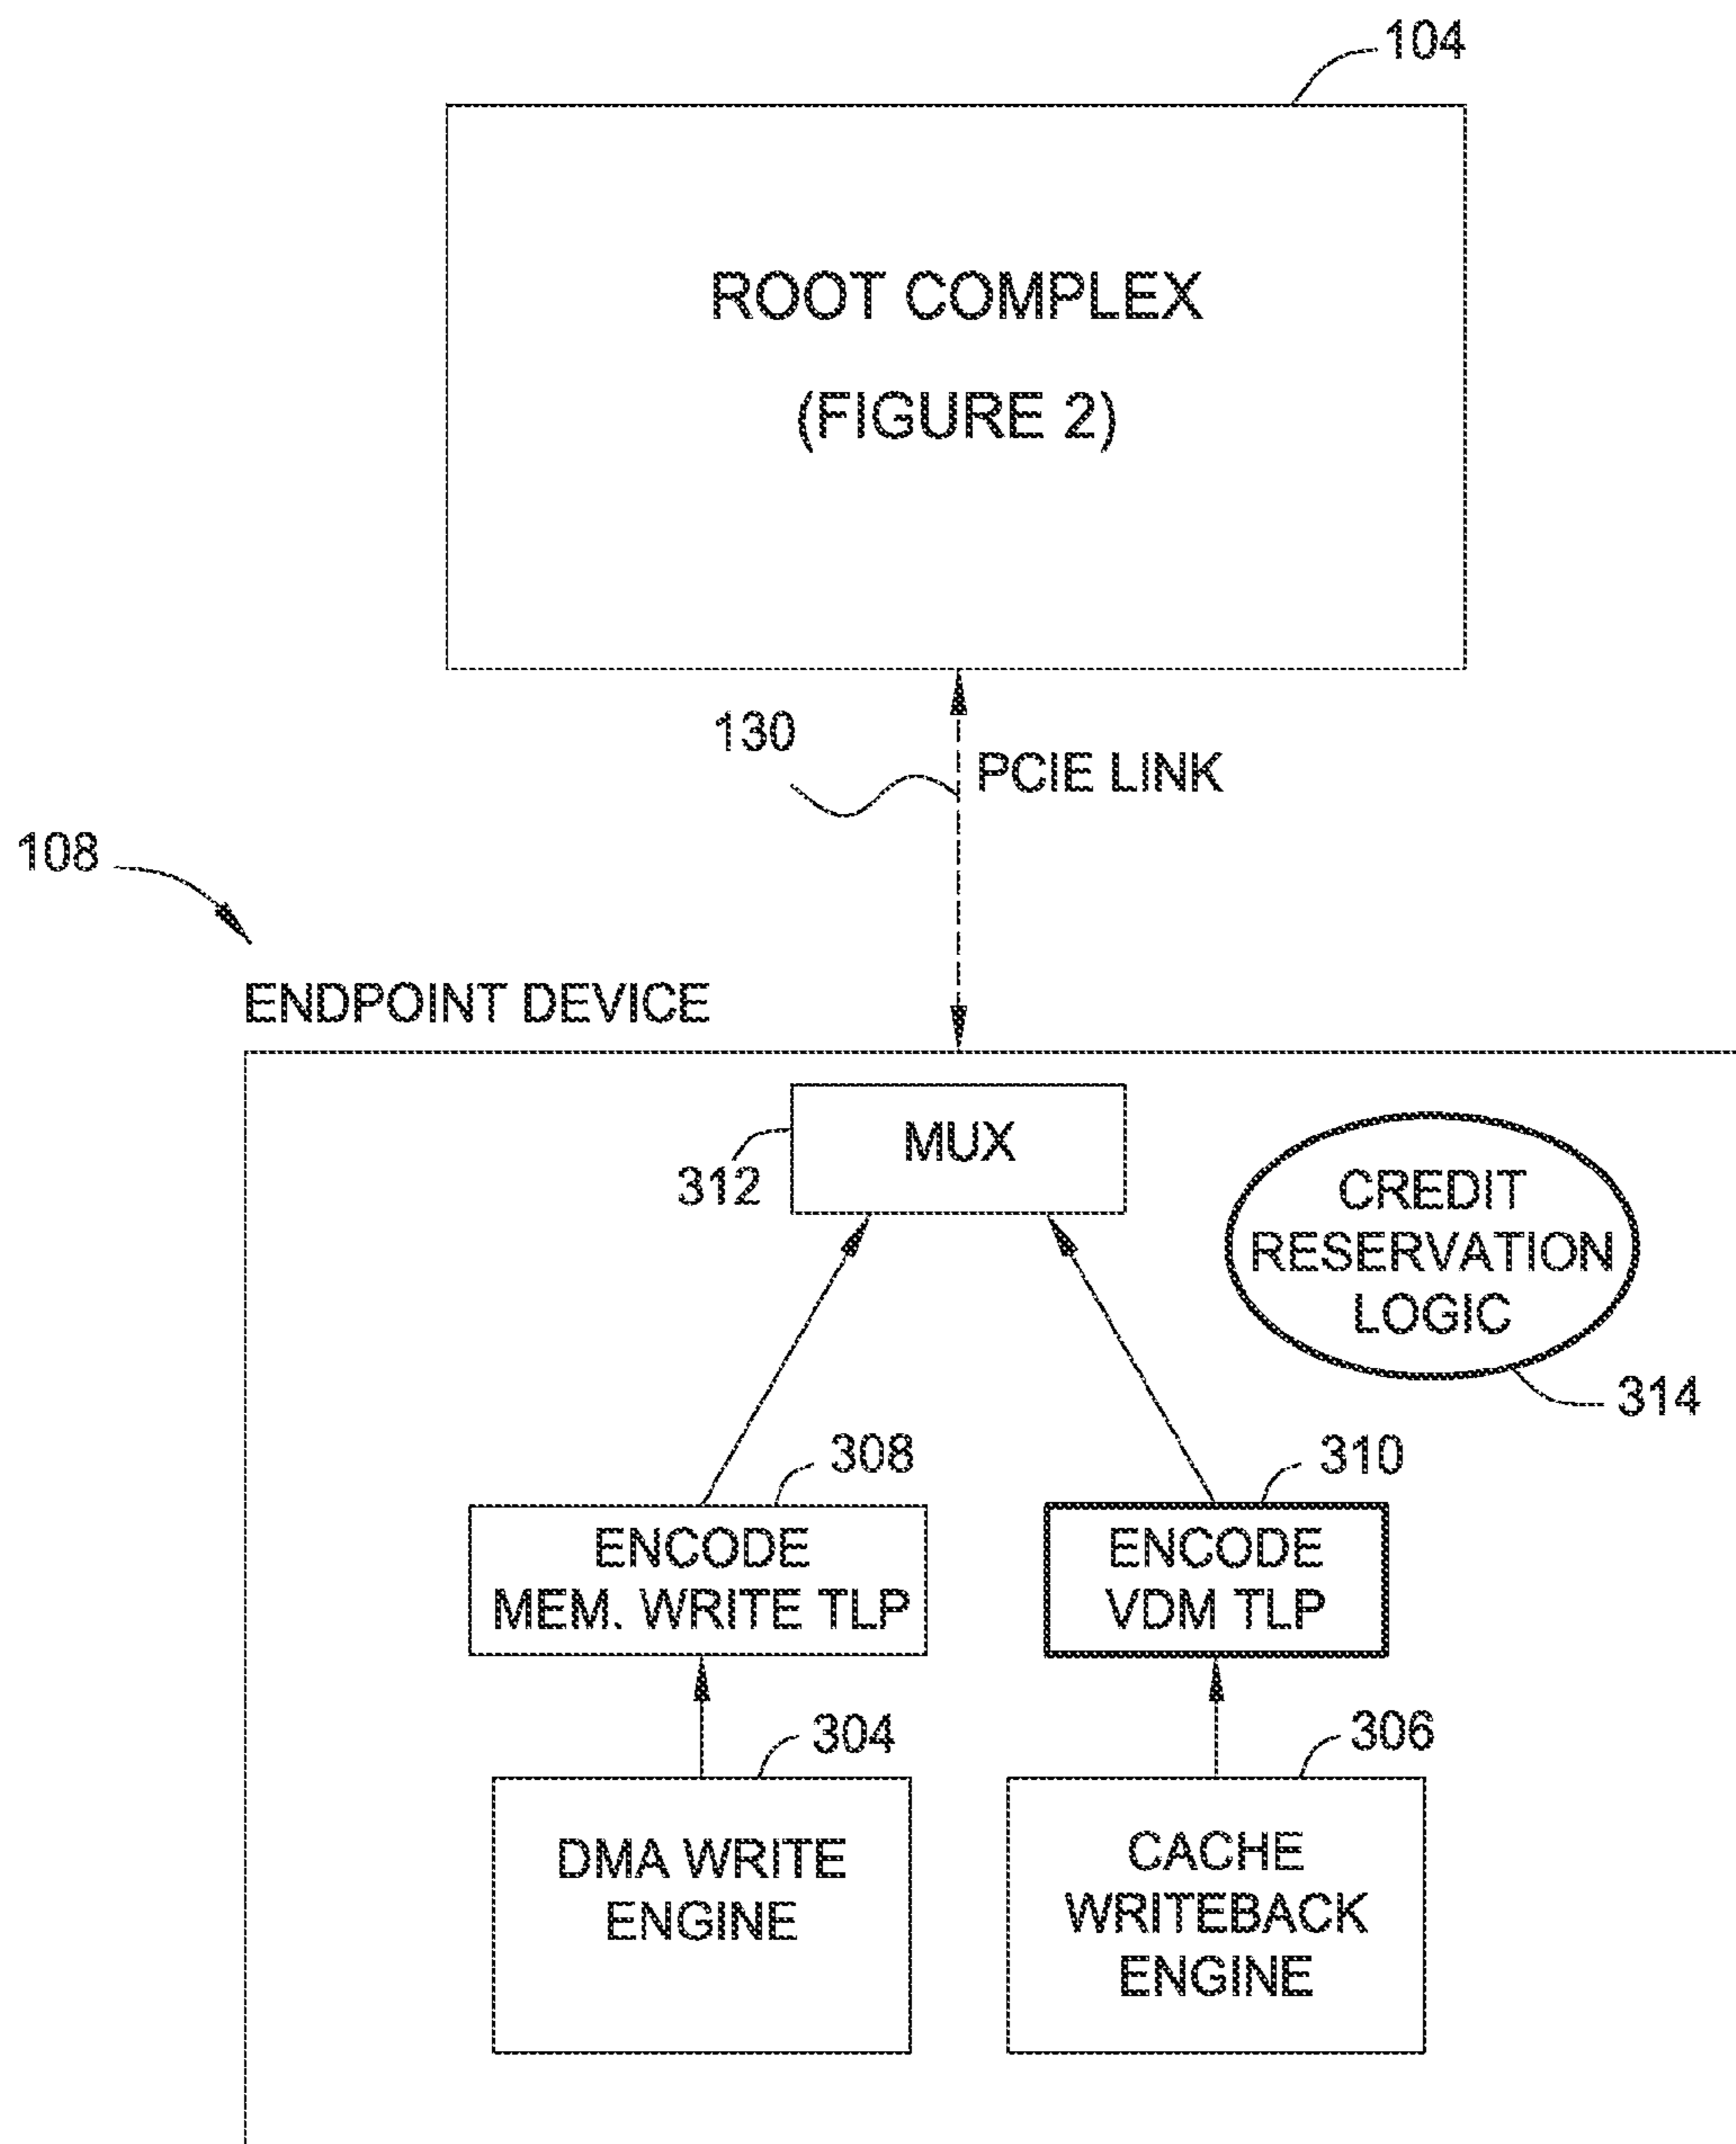 104
ROOT COMPLEX
(FIGURE 2)
130
PCIE LINK
108
ENDPOINT DEVICE
MUX
312
CREDIT
RESERVATION
LOGIC
314
308
310
ENCODE
MEM. WRITE TLP
ENCODE
VDM TLP
304
306
DMA WRITE
ENGINE
CACHE
WRITEBACK
ENGINE